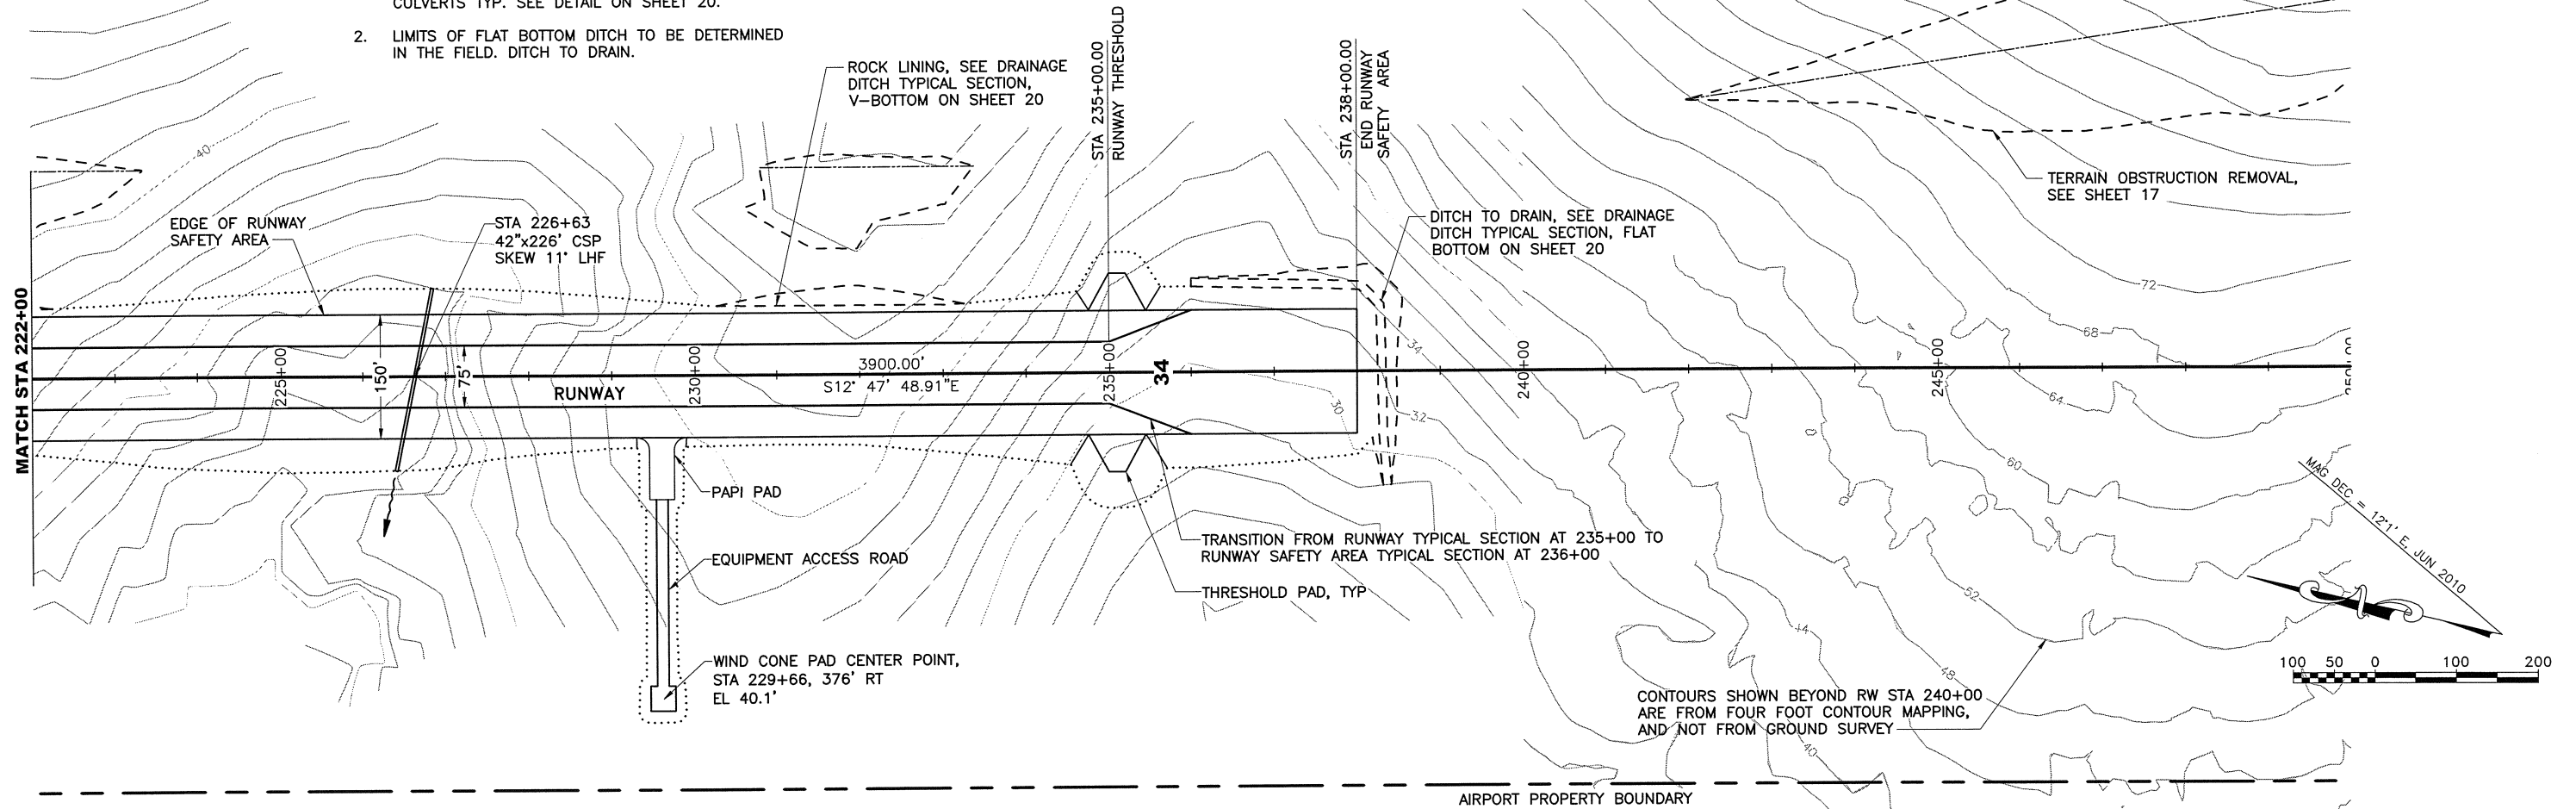 CULVERTS TYP. SEE DETAIL ON SHEET 20.
2. LIMITS OF FLAT BOTTOM DITCH TO BE DETERMINED
IN THE FIELD. DITCH TO DRAIN.
ROCK LINING, SEE DRAINAGE
DITCH TYPICAL SECTION,
V-BOTTOM ON SHEET 20
STA 235+00.00
RUNWAY THRESHOLD
STA 238+00.00
END RUNWAY
SAFETY AREA
TERRAIN OBSTRUCTION REMOVAL,
SEE SHEET 17
40
EDGE OF RUNWAY
SAFETY AREA
STA 226+63
42"x226' CSP
SKEW 11° LHF
DITCH TO DRAIN, SEE DRAINAGE
DITCH TYPICAL SECTION, FLAT
BOTTOM ON SHEET 20
72
68
MATCH STA 222+00
225+00
150'
75'
RUNWAY
230+00
3900.00'
S12° 47' 48.91"E
235+00
34
34
30
32
240+00
245+00
64
60
PAPI PAD
EQUIPMENT ACCESS ROAD
TRANSITION FROM RUNWAY TYPICAL SECTION AT 235+00 TO
RUNWAY SAFETY AREA TYPICAL SECTION AT 236+00
THRESHOLD PAD, TYP
52
44
48
40
MAG DEC = 12°1' E, JUN 2010
N
WIND CONE PAD CENTER POINT,
STA 229+66, 376' RT
EL 40.1'
100 50 0 100 200
CONTOURS SHOWN BEYOND RW STA 240+00
ARE FROM FOUR FOOT CONTOUR MAPPING,
AND NOT FROM GROUND SURVEY
AIRPORT PROPERTY BOUNDARY